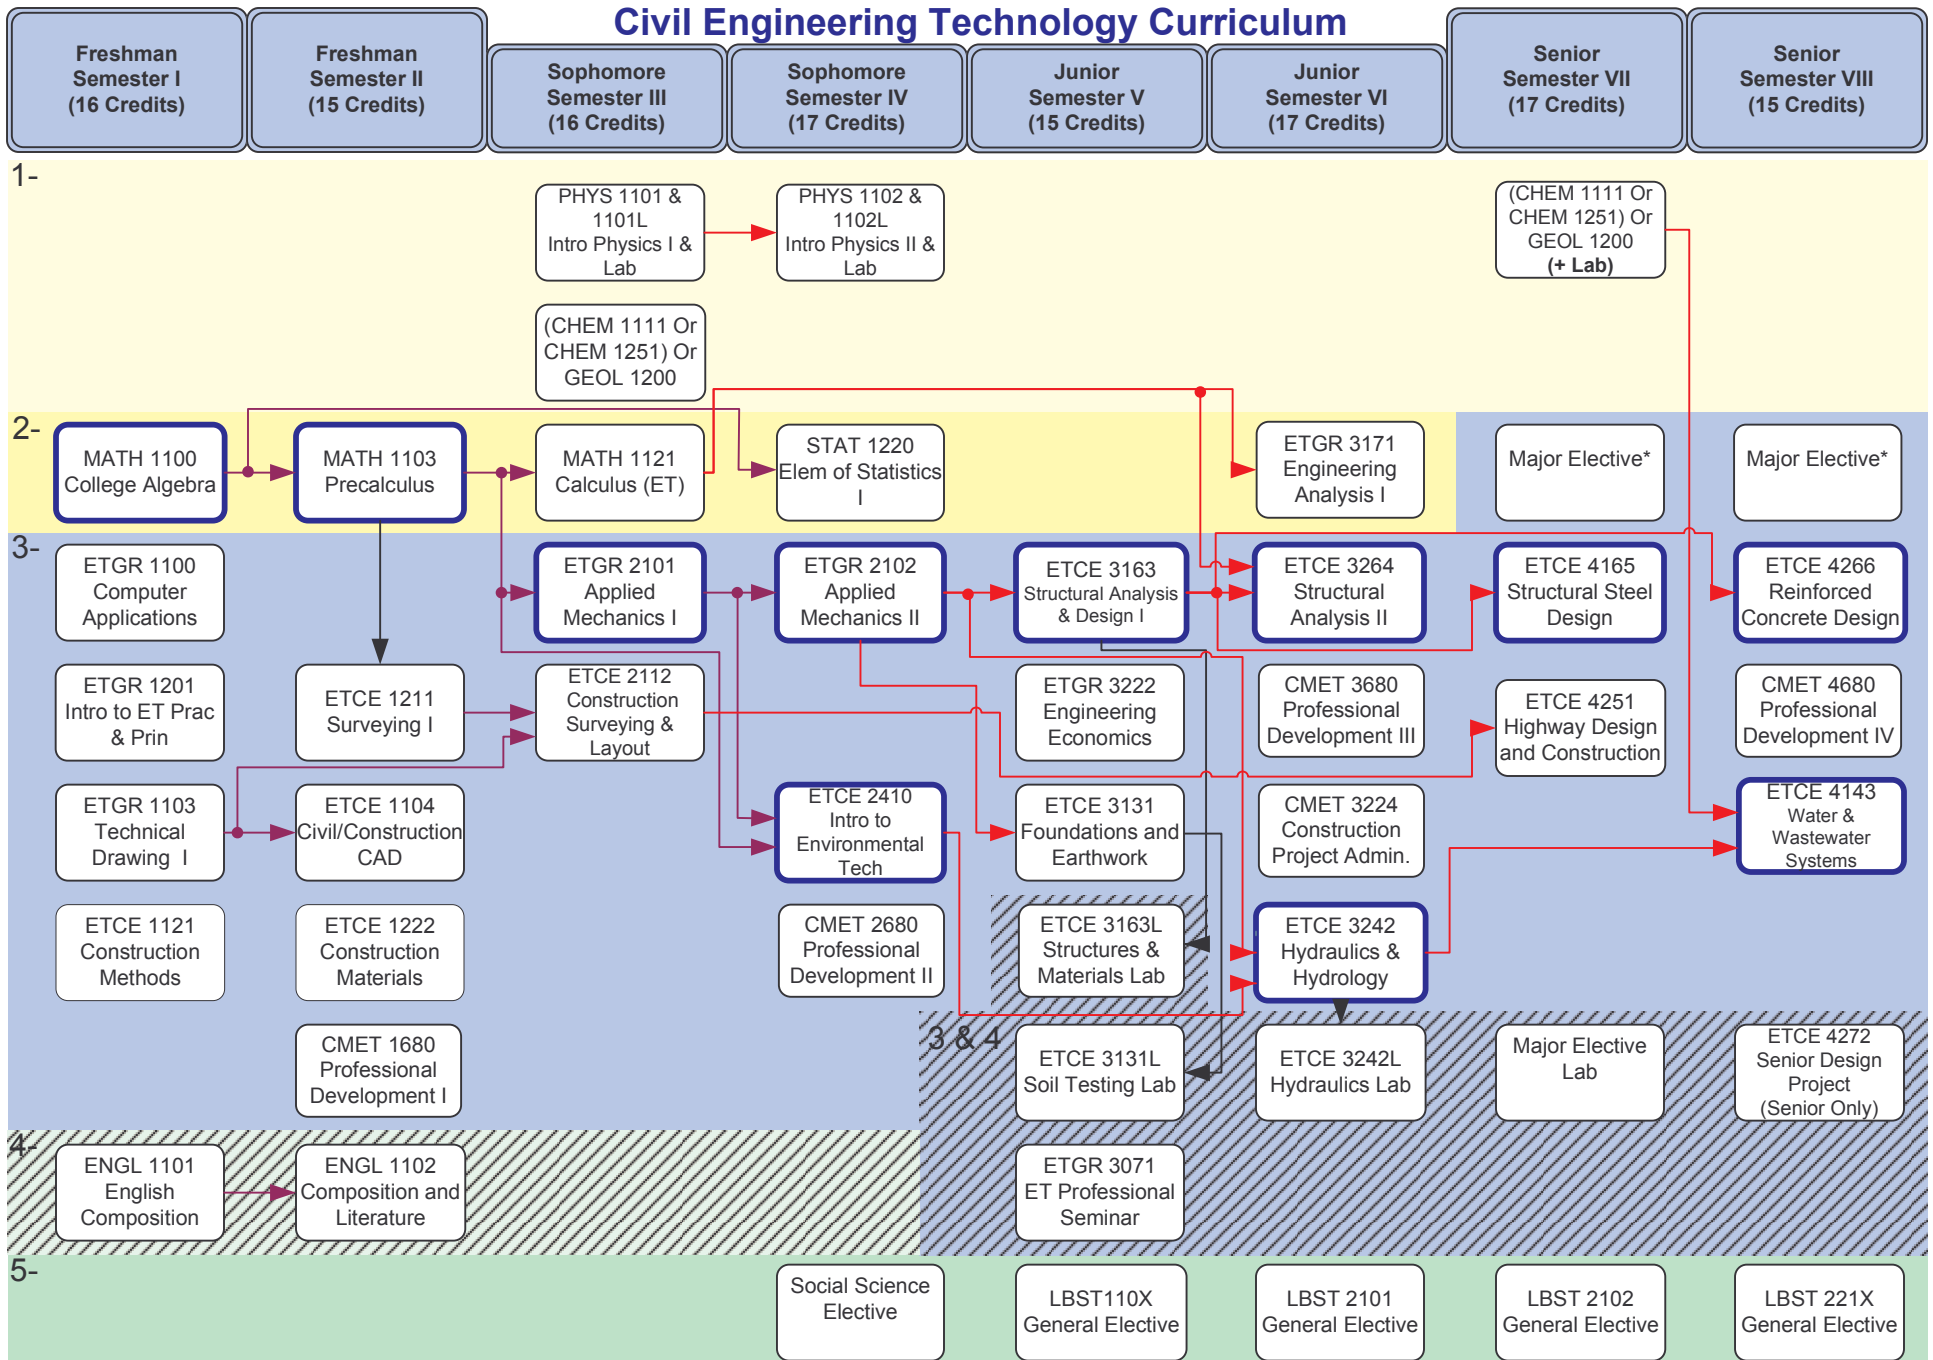 Civil Engineering Technology Curriculum
Freshman
Semester I
(16 Credits)
Freshman
Semester II
(15 Credits)
Sophomore
Semester III
(16 Credits)
Sophomore
Semester IV
(17 Credits)
Junior
Semester V
(15 Credits)
Junior
Semester VI
(17 Credits)
Senior
Semester VII
(17 Credits)
Senior
Semester VIII
(15 Credits)
1-
PHYS 1101 &
1101L
Intro Physics I &
Lab
PHYS 1102 &
1102L
Intro Physics II &
Lab
(CHEM 1111 Or
CHEM 1251) Or
GEOL 1200
(+ Lab)
(CHEM 1111 Or
CHEM 1251) Or
GEOL 1200
2-
MATH 1100
College Algebra
MATH 1103
Precalculus
MATH 1121
Calculus (ET)
STAT 1220
Elem of Statistics
I
ETGR 3171
Engineering
Analysis I
Major Elective*
Major Elective*
3-
ETGR 1100
Computer
Applications
ETGR 2101
Applied
Mechanics I
ETGR 2102
Applied
Mechanics II
ETCE 3163
Structural Analysis
& Design I
ETCE 3264
Structural
Analysis II
ETCE 4165
Structural Steel
Design
ETCE 4266
Reinforced
Concrete Design
ETGR 1201
Intro to ET Prac
& Prin
ETCE 1211
Surveying I
ETCE 2112
Construction
Surveying &
Layout
ETGR 3222
Engineering
Economics
CMET 3680
Professional
Development III
ETCE 4251
Highway Design
and Construction
CMET 4680
Professional
Development IV
ETGR 1103
Technical
Drawing I
ETCE 1104
Civil/Construction
CAD
ETCE 2410
Intro to
Environmental
Tech
ETCE 3131
Foundations and
Earthwork
CMET 3224
Construction
Project Admin.
ETCE 4143
Water &
Wastewater
Systems
ETCE 1121
Construction
Methods
ETCE 1222
Construction
Materials
CMET 2680
Professional
Development II
ETCE 3163L
Structures &
Materials Lab
ETCE 3242
Hydraulics &
Hydrology
CMET 1680
Professional
Development I
3 & 4
ETCE 3131L
Soil Testing Lab
ETCE 3242L
Hydraulics Lab
Major Elective
Lab
ETCE 4272
Senior Design
Project
(Senior Only)
4-
ENGL 1101
English
Composition
ENGL 1102
Composition and
Literature
ETGR 3071
ET Professional
Seminar
5-
Social Science
Elective
LBST110X
General Elective
LBST 2101
General Elective
LBST 2102
General Elective
LBST 221X
General Elective